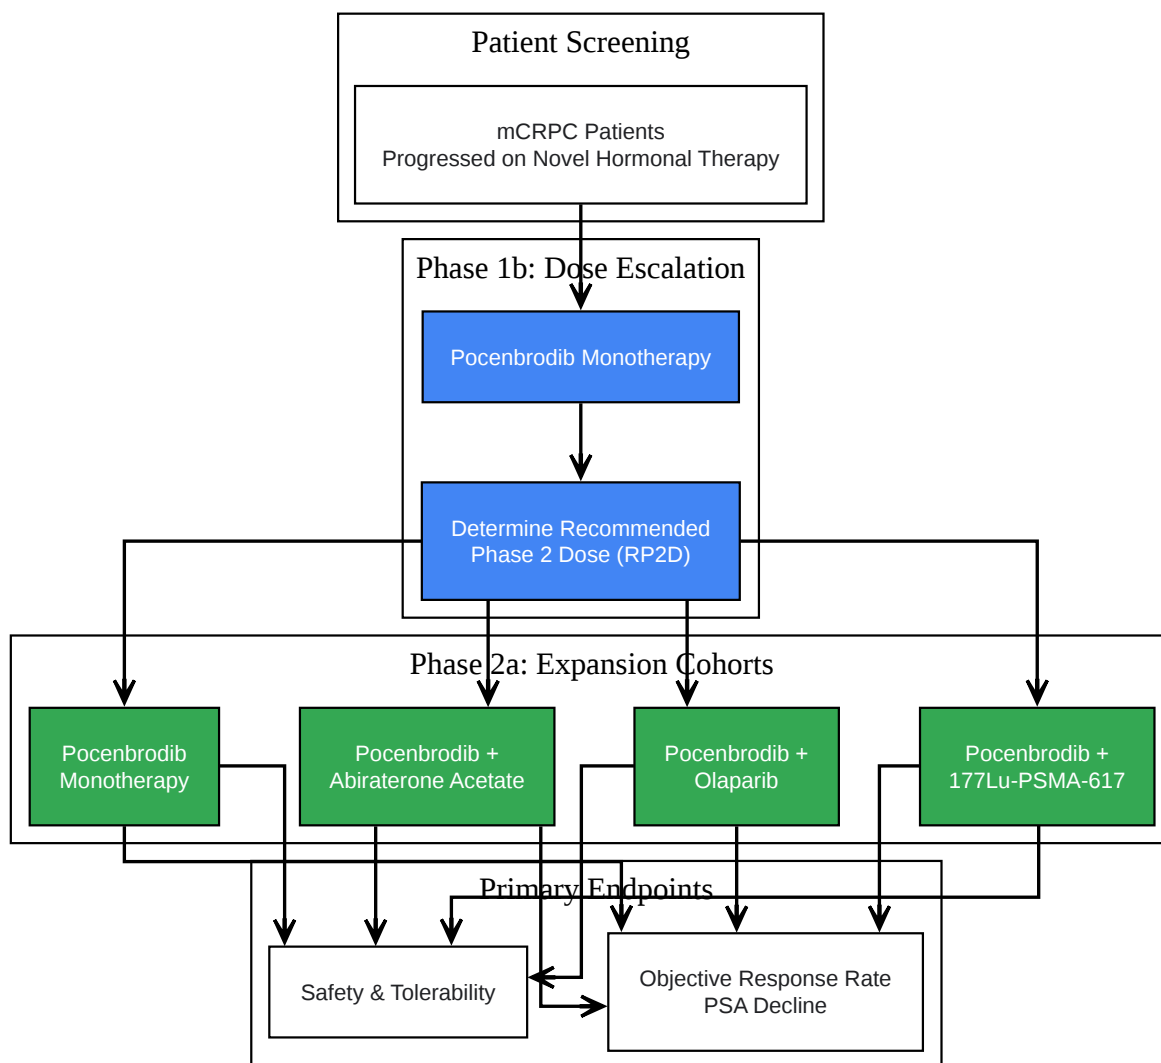 Patient Screening
mCRPC Patients
Progressed on Novel Hormonal Therapy
Phase 1b: Dose Escalation
Pocenbrodib Monotherapy
Determine Recommended
Phase 2 Dose (RP2D)
Phase 2a: Expansion Cohorts
Pocenbrodib
Monotherapy
Pocenbrodib +
Abiraterone Acetate
Pocenbrodib +
Olaparib
Pocenbrodib +
177Lu-PSMA-617
Primary Endpoints
Safety & Tolerability
Objective Response Rate
PSA Decline